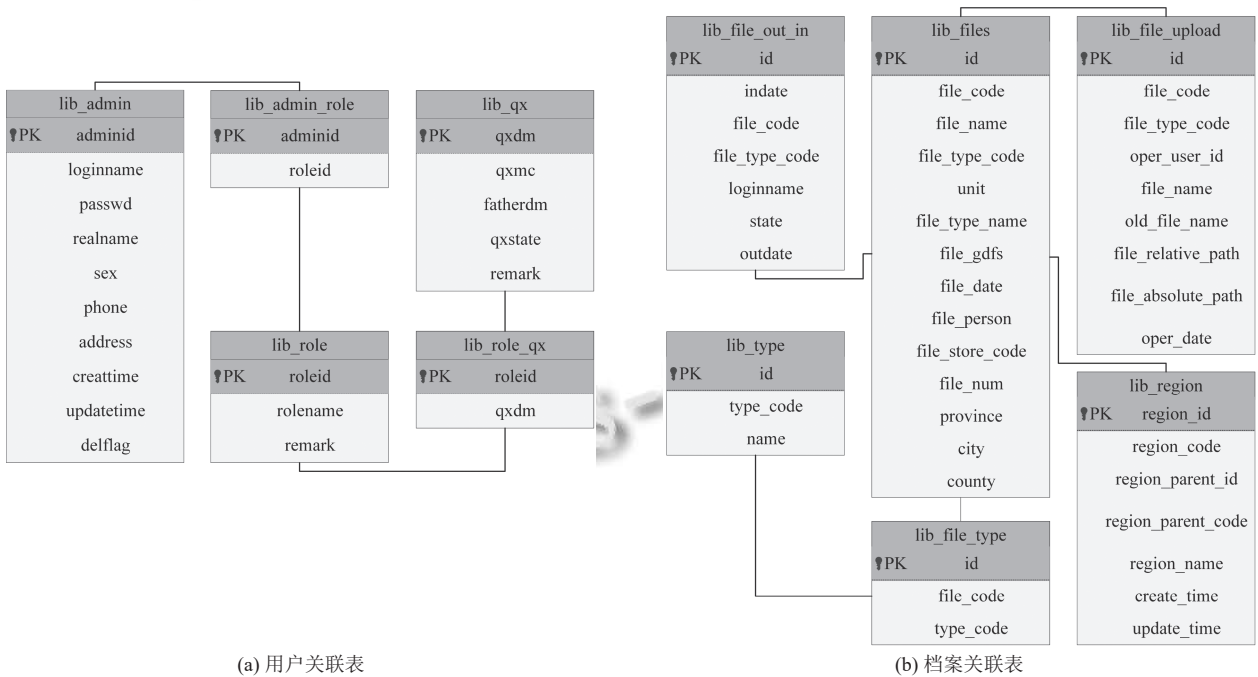 lib_admin
PK adminid
loginname
passwd
realname
sex
phone
address
creattime
updatetime
delflag
lib_admin_role
PK adminid
roleid
lib_qx
PK qxdm
qxmc
fatherdm
qxstate
remark
lib_role
PK roleid
rolename
remark
lib_role_qx
PK roleid
qxdm
(a) 用户关联表
lib_file_out_in
PK id
indate
file_code
file_type_code
loginname
state
outdate
lib_files
PK id
file_code
file_name
file_type_code
unit
file_type_name
file_gdfs
file_date
file_person
file_store_code
file_num
province
city
county
lib_file_upload
PK id
file_code
file_type_code
oper_user_id
file_name
old_file_name
file_relative_path
file_absolute_path
oper_date
lib_type
PK id
type_code
name
lib_region
PK region_id
region_code
region_parent_id
region_parent_code
region_name
create_time
update_time
lib_file_type
PK id
file_code
type_code
(b) 档案关联表